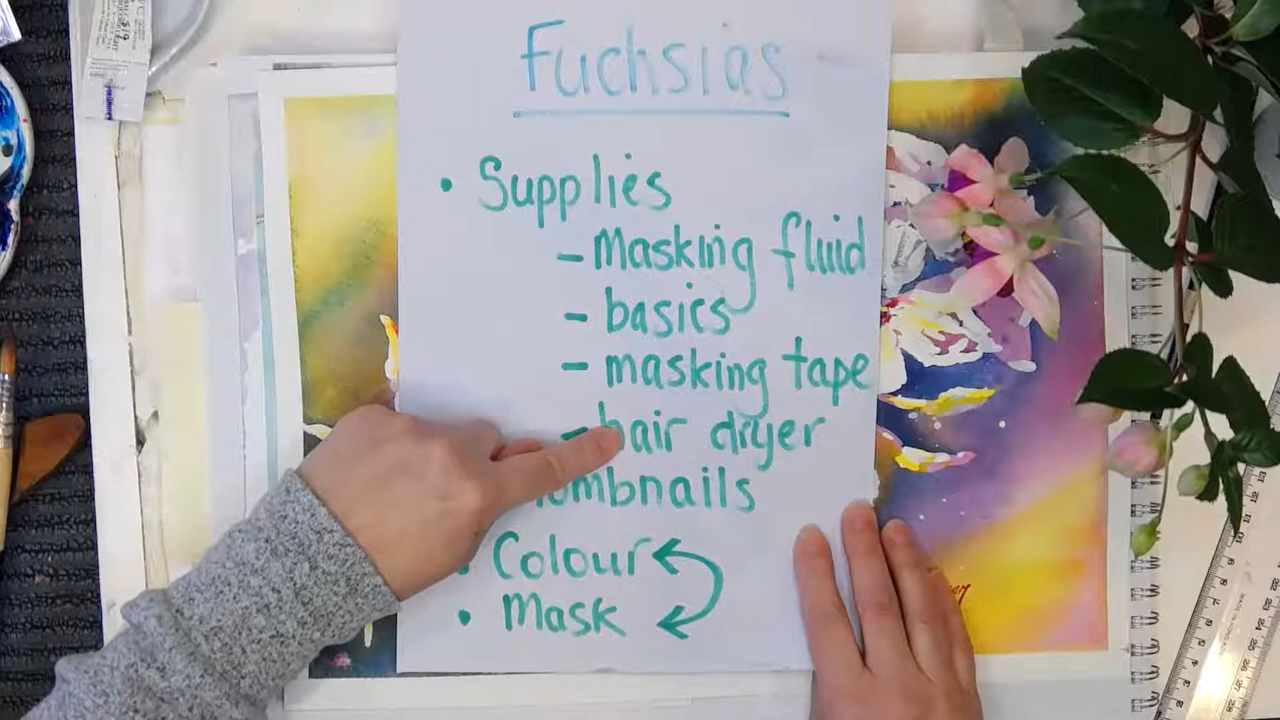 Fuchsias
• Supplies
- Masking fluid
- basics
- masking tape
- hair dryer
• Colour
• Mask